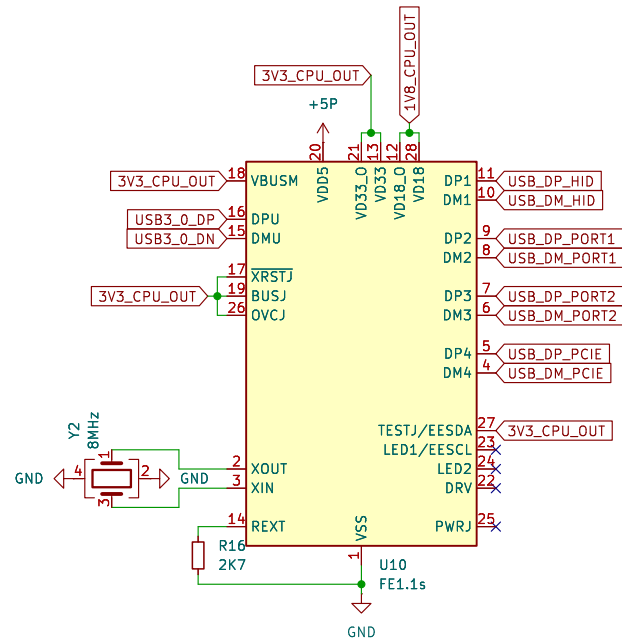 1V8_CPU_OUT
3V3_CPU_OUT
+5P
20
21
13
12
28
VDD5
VD33_O
VD33
VD18_O
VD18
3V3_CPU_OUT
18
VBUSM
DP1
11
USB_DP_HID
DM1
10
USB_DM_HID
USB3_0_DP
16
DPU
USB3_0_DN
15
DMU
DP2
9
USB_DP_PORT1
DM2
8
USB_DM_PORT1
17
XRSTJ
3V3_CPU_OUT
19
BUSJ
26
OVCJ
DP3
7
USB_DP_PORT2
DM3
6
USB_DM_PORT2
DP4
5
USB_DP_PCIE
DM4
4
USB_DM_PCIE
TESTJ/EESDA
27
3V3_CPU_OUT
LED1/EESCL
23
LED2
24
DRV
22
PWRJ
25
Y2
8MHz
1
GND
4
2
GND
3
2
XOUT
3
XIN
14
REXT
VSS
1
R16
2K7
U10
FE1.1s
GND